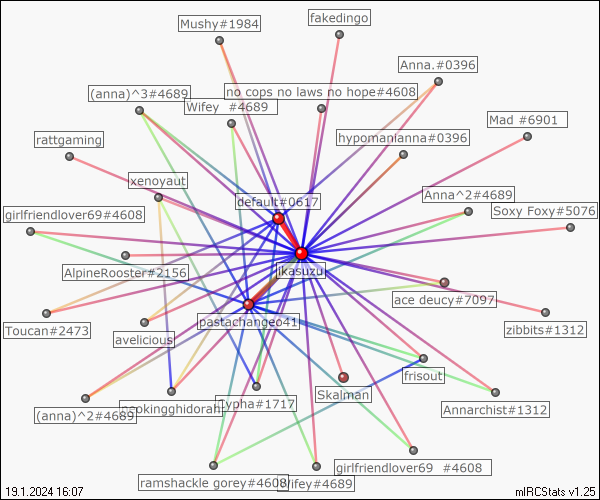 Mushy#1984
fakedingo
Anna.#0396
(anna)^3#4689
no cops no laws no hope#4608
Wifey #4689
Mad #6901
rattgaming
hypomanianna#0396
xenoyaut
default#0617
Anna^2#4689
girlfriendlover69#4608
Soxy Foxy#5076
AlpineRooster#2156
ikasuzu
ace deucy#7097
Toucan#2473
avelicious
pastachangeo41
zibbits#1312
frisout
Skalman
(anna)^2#4689
Typha#1717
Annarchist#1312
girlfriendlover69 #4608
ramshackle gorey#4608
Wifey#4689
19.1.2024 16:07
mIRCStats v1.25